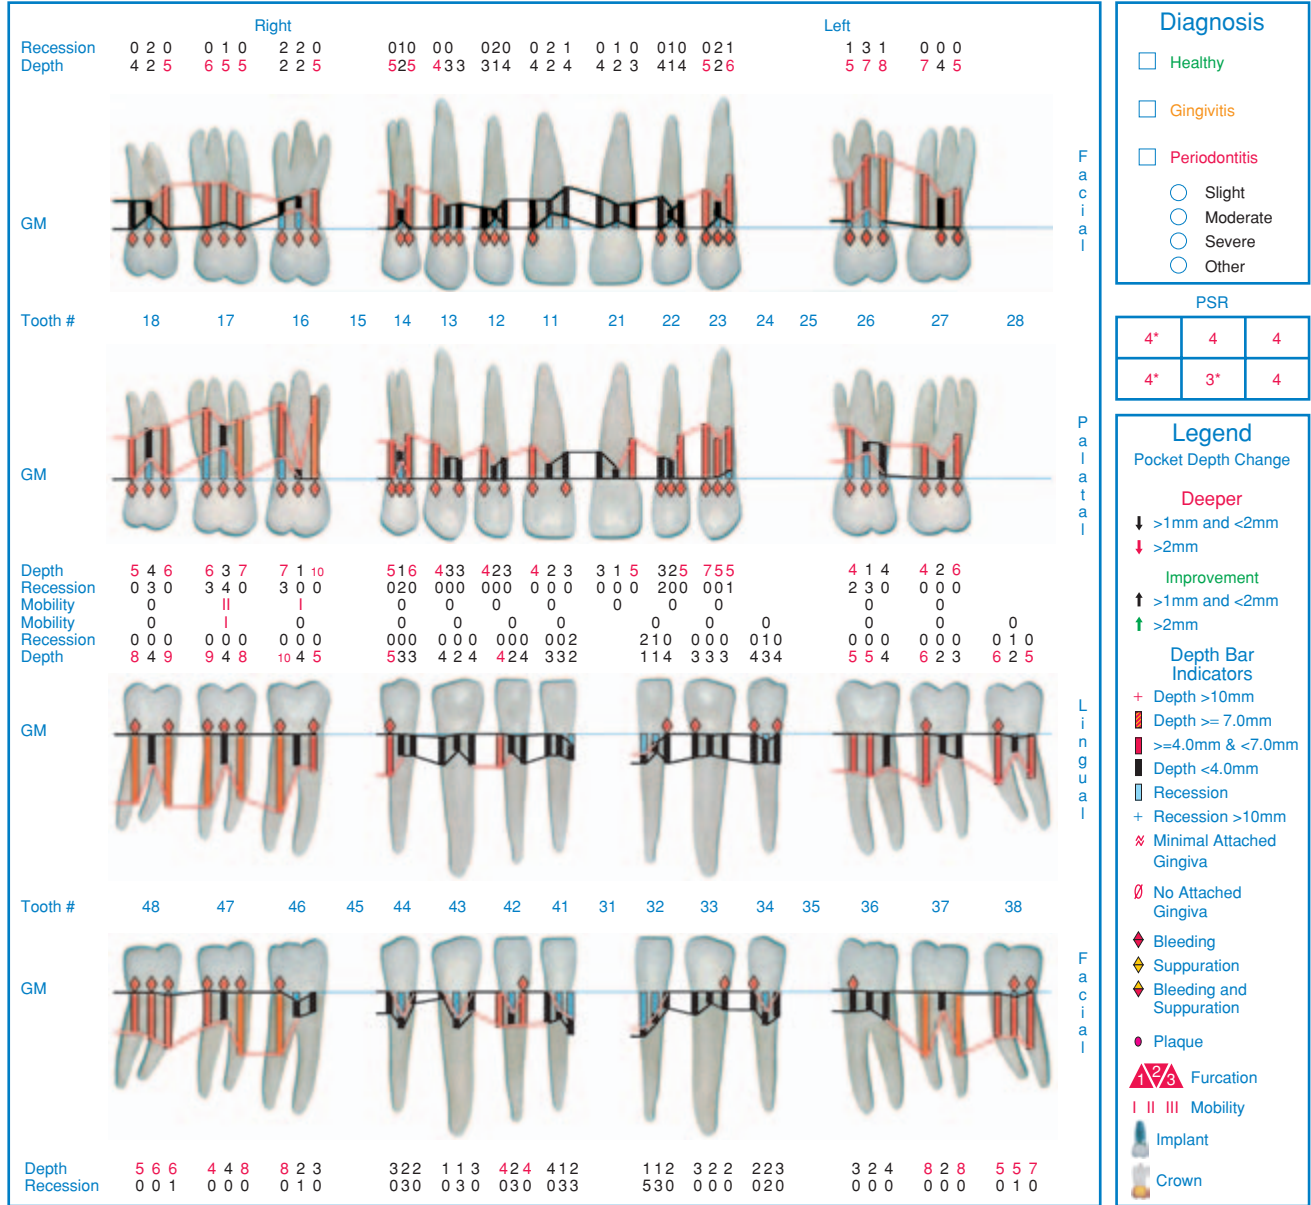 Right Left
Recession 0 2 0 0 1 0 2 2 0 010 00 020 0 2 1 0 1 0 010 021 1 3 1 0 0 0
Depth 4 2 5 6 5 5 2 2 5 525 433 314 4 2 4 4 2 3 414 526 5 7 8 7 4 5
Facial
GM
Tooth # 18 17 16 15 14 13 12 11 21 22 23 24 25 26 27 28
Palatal
GM
Depth 5 4 6 6 3 7 7 1 10 516 433 423 4 2 3 3 1 5 325 755 4 1 4 4 2 6
Recession 0 3 0 3 4 0 3 0 0 020 000 000 0 0 0 0 0 0 200 001 2 3 0 0 0 0
Mobility 0 II I 0 0 0 0 0 0 0 0 0
Mobility 0 I 0 0 0 0 0 0 0 0 0 0 0
Recession 0 0 0 0 0 0 0 0 0 000 0 0 0 000 002 210 0 0 0 010 0 0 0 0 0 0 0 1 0
Depth 8 4 9 9 4 8 10 4 5 533 4 2 4 424 332 114 3 3 3 434 5 5 4 6 2 3 6 2 5
Lingual
GM
Tooth # 48 47 46 45 44 43 42 41 31 32 33 34 35 36 37 38
Facial
GM
Depth 5 6 6 4 4 8 8 2 3 322 1 1 3 424 412 112 3 2 2 223 3 2 4 8 2 8 5 5 7
Recession 0 0 1 0 0 0 0 1 0 030 0 3 0 030 033 530 0 0 0 020 0 0 0 0 0 0 0 1 0
Diagnosis
Healthy
Gingivitis
Periodontitis
Slight
Moderate
Severe
Other
PSR
4* 4 4
4* 3* 4
Legend
Pocket Depth Change
Deeper
>1mm and <2mm
>2mm
Improvement
>1mm and <2mm
>2mm
Depth Bar
Indicators
+ Depth >10mm
Depth >= 7.0mm
>=4.0mm & <7.0mm
Depth <4.0mm
Recession
+ Recession >10mm
Minimal Attached
Gingiva
No Attached
Gingiva
Bleeding
Suppuration
Bleeding and
Suppuration
Plaque
1 2 3 Furcation
I II III Mobility
Implant
Crown